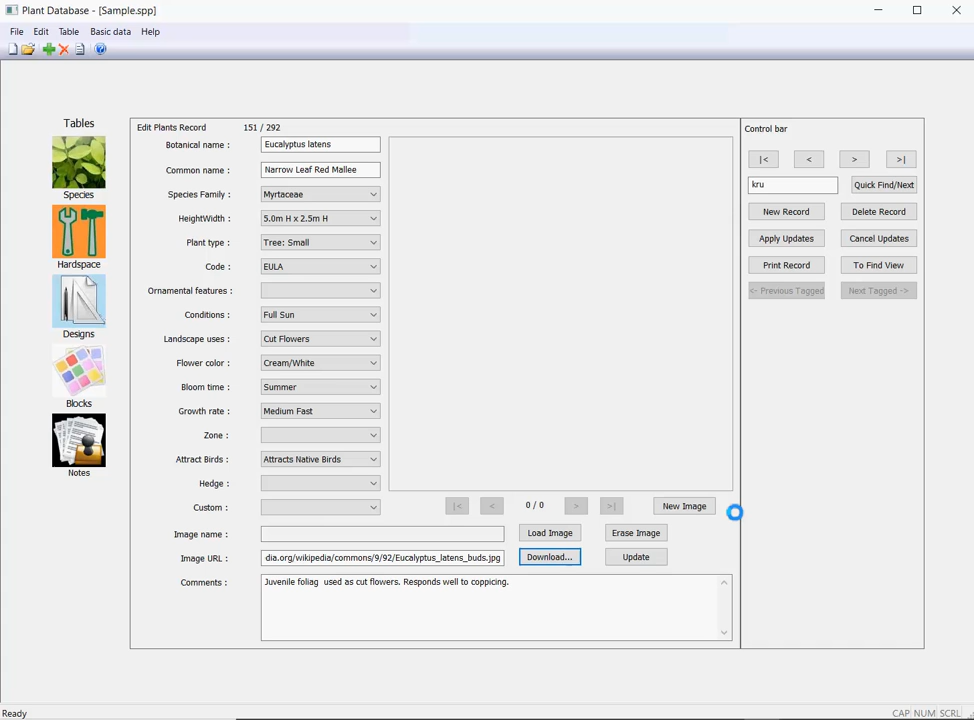 Plant Database - [Sample.spp]
File Edit Table Basic data Help
Tables
Species
Hardspace
Designs
Blocks
Notes
Edit Plants Record 151 / 292
Botanical name : Eucalyptus latens
Common name : Narrow Leaf Red Mallee
Species Family : Myrtaceae
HeightWidth : 5.0m H x 2.5m H
Plant type : Tree: Small
Code : EULA
Ornamental features :
Conditions : Full Sun
Landscape uses : Cut Flowers
Flower color : Cream/White
Bloom time : Summer
Growth rate : Medium Fast
Zone :
Attract Birds : Attracts Native Birds
Hedge :
Custom :
|< < 0 / 0 > >| New Image
Image name : Load Image Erase Image
Image URL : dia.org/wikipedia/commons/9/92/Eucalyptus_latens_buds.jpg Download... Update
Comments : Juvenile foliag  used as cut flowers. Responds well to coppicing.
Control bar
|< < > >|
kru Quick Find/Next
New Record Delete Record
Apply Updates Cancel Updates
Print Record To Find View
<- Previous Tagged Next Tagged ->
Ready CAP NUM SCRL